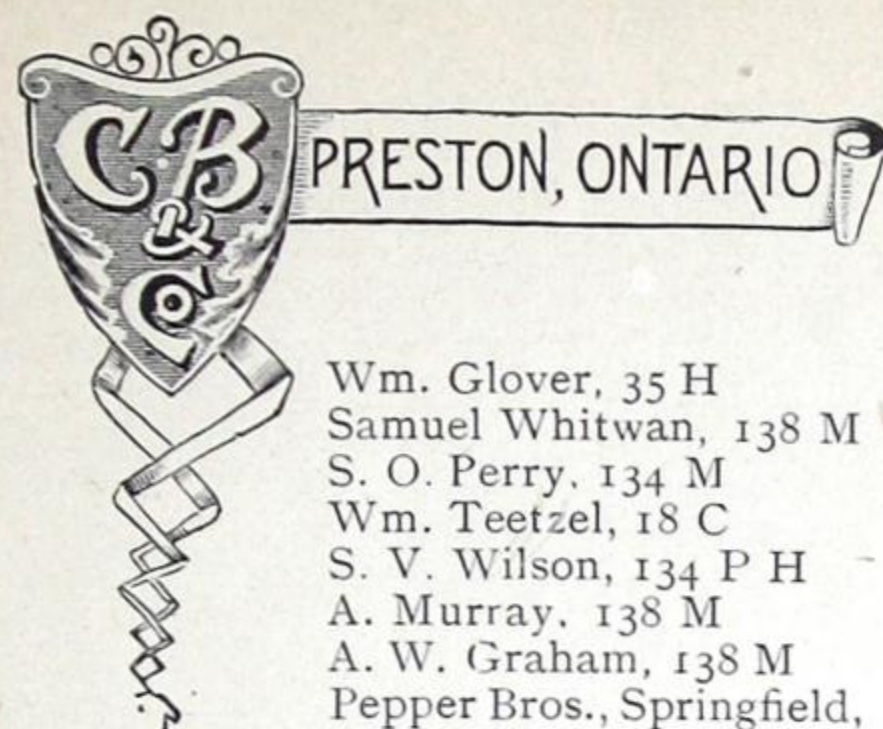 C. B
& Co
PRESTON, ONTARIO
Wm. Glover, 35 H
Samuel Whitwan, 138 M
S. O. Perry, 134 M
Wm. Teetzel, 18 C
S. V. Wilson, 134 P H
A. Murray, 138 M
A. W. Graham, 138 M
Pepper Bros., Springfield,